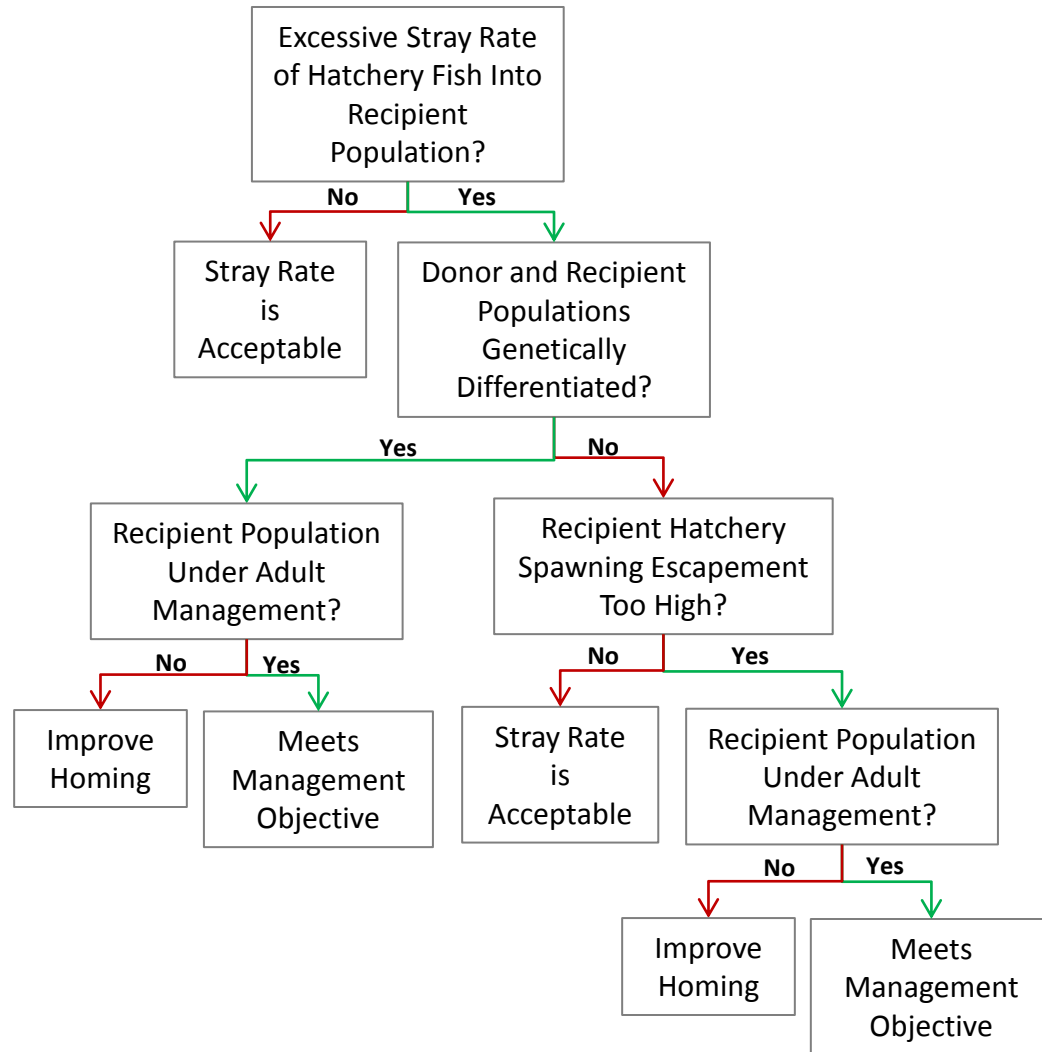 Excessive Stray Rate
of Hatchery Fish Into
Recipient
Population?
No
Yes
Stray Rate
is
Acceptable
Donor and Recipient
Populations
Genetically
Differentiated?
Yes
No
Recipient Population
Under Adult
Management?
Recipient Hatchery
Spawning Escapement
Too High?
No
Yes
No
Yes
Improve
Homing
Meets
Management
Objective
Stray Rate
is
Acceptable
Recipient Population
Under Adult
Management?
No
Yes
Improve
Homing
Meets
Management
Objective